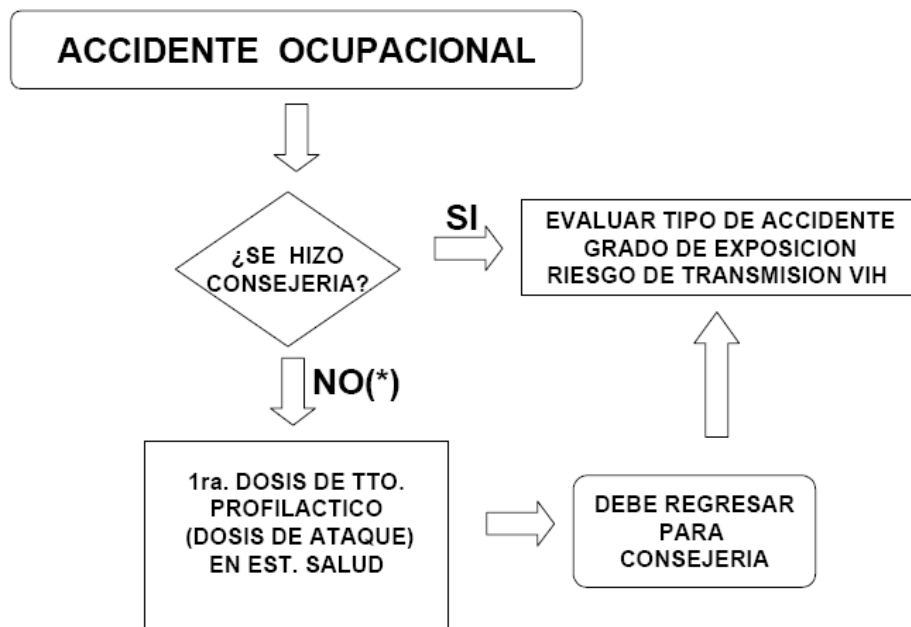 ACCIDENTE OCUPACIONAL
¿SE HIZO
CONSEJERIA?
SI
EVALUAR TIPO DE ACCIDENTE
GRADO DE EXPOSICION
RIESGO DE TRANSMISION VIH
NO(*)
1ra. DOSIS DE TTO.
PROFILACTICO
(DOSIS DE ATAQUE)
EN EST. SALUD
DEBE REGRESAR
PARA
CONSEJERIA